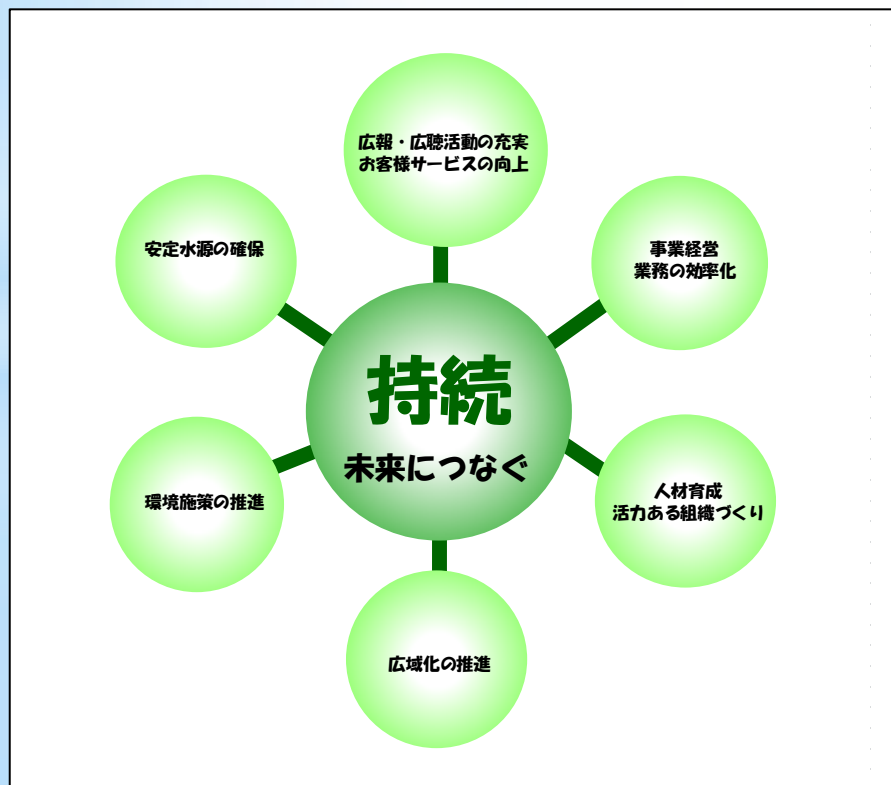 広報・広聴活動の充実
お客様サービスの向上
安定水源の確保
事業経営
業務の効率化
持続
未来につなぐ
環境施策の推進
人材育成
活力ある組織づくり
広域化の推進